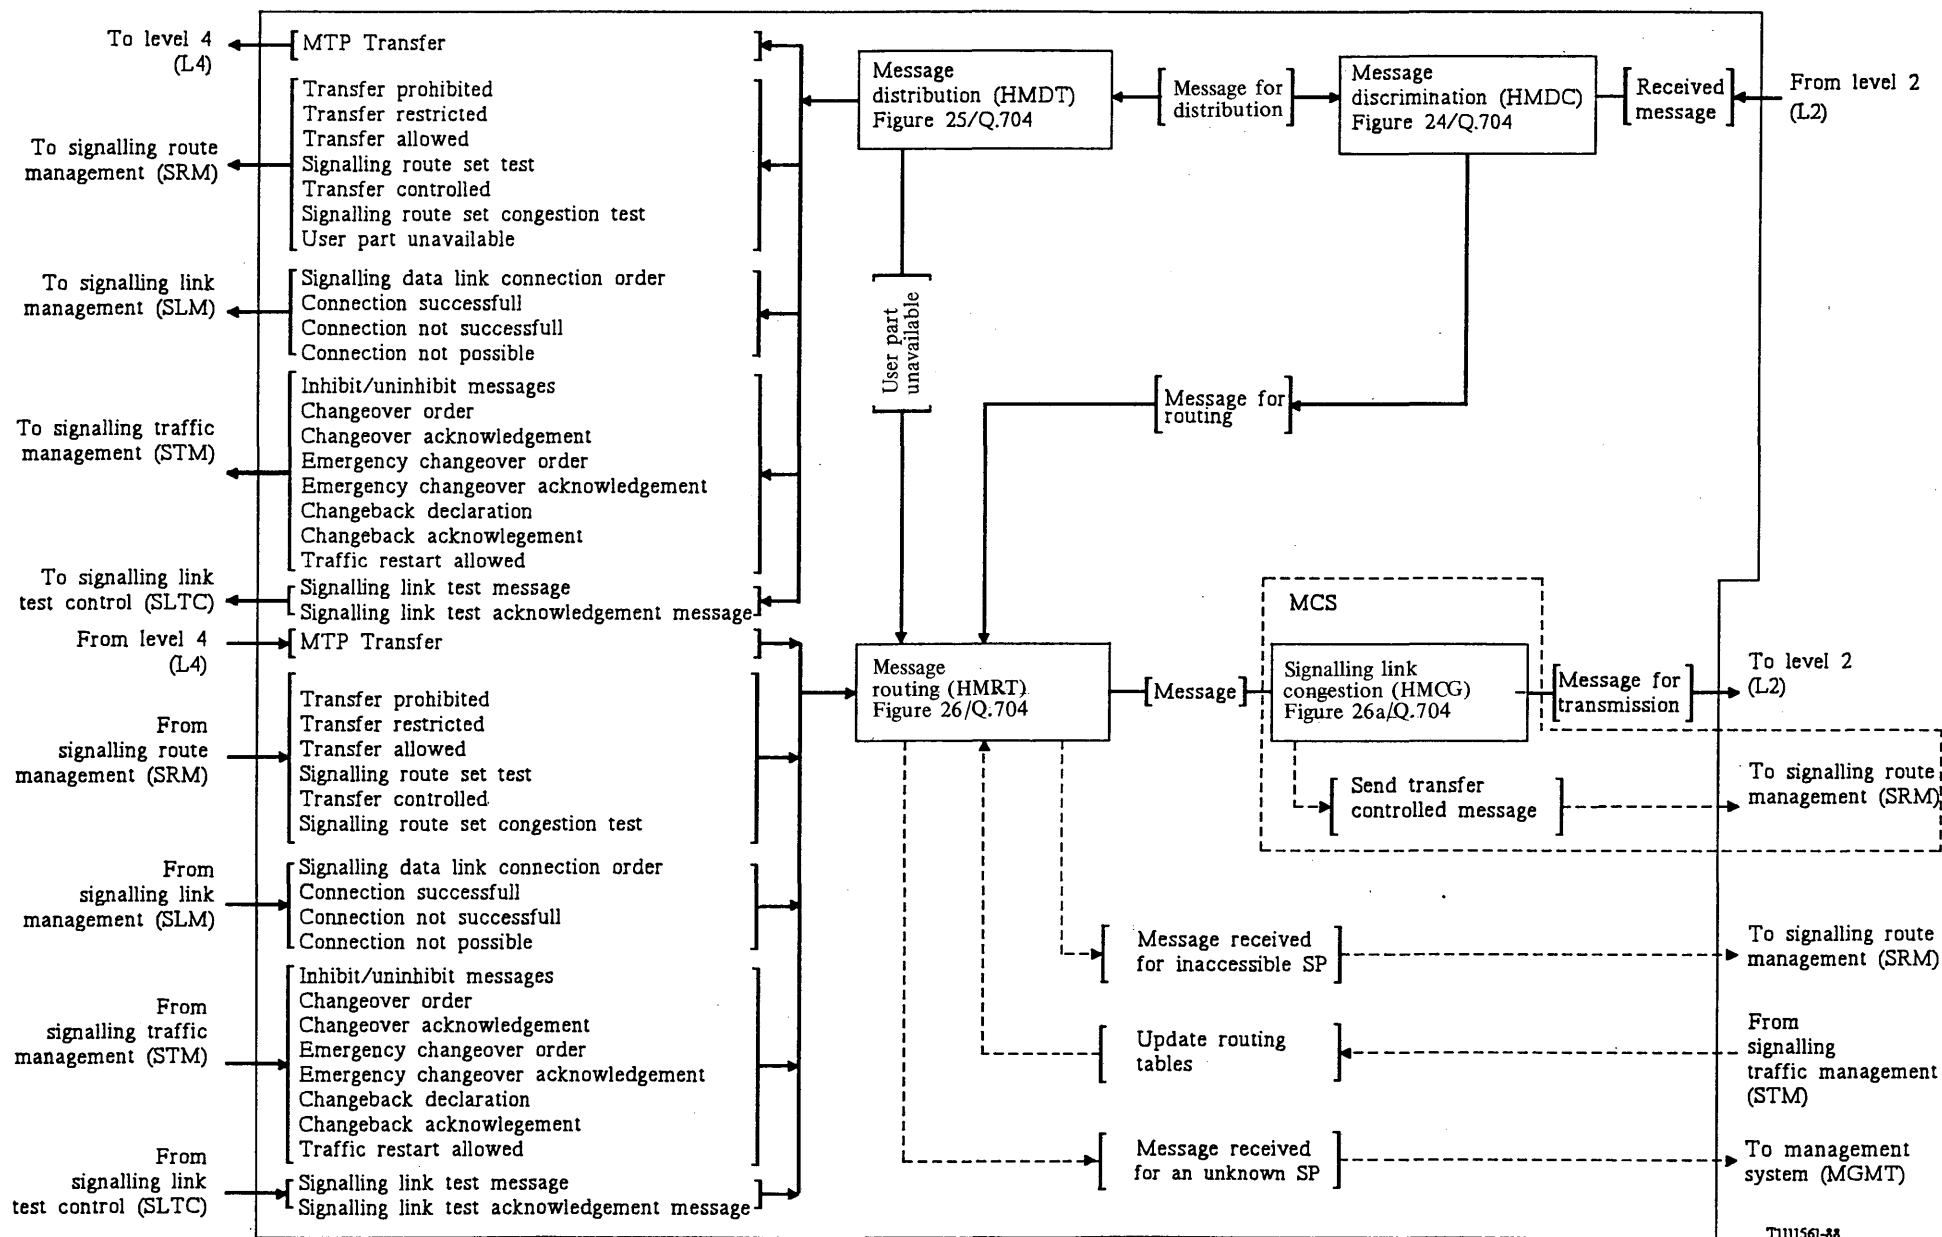 To level 4
(L4)
MTP Transfer
Transfer prohibited
Transfer restricted
Transfer allowed
Signalling route set test
Transfer controlled
Signalling route set congestion test
User part unavailable
To signalling route
management (SRM)
To signalling link
management (SLM)
Signalling data link connection order
Connection successfull
Connection not successfull
Connection not possible
To signalling traffic
management (STM)
Inhibit/uninhibit messages
Changeover order
Changeover acknowledgement
Emergency changeover order
Emergency changeover acknowledgement
Changeback declaration
Changeback acknowlegement
Traffic restart allowed
To signalling link
test control (SLTC)
Signalling link test message
Signalling link test acknowledgement message
Message
distribution (HMDT)
Figure 25/Q.704
Message for
distribution
Message
discrimination (HMDC)
Figure 24/Q.704
Received
message
From level 2
(L2)
User part
unavailable
Message for
routing
From level 4
(L4)
MTP Transfer
From
signalling route
management (SRM)
Transfer prohibited
Transfer restricted
Transfer allowed
Signalling route set test
Transfer controlled
Signalling route set congestion test
From
signalling link
management (SLM)
Signalling data link connection order
Connection successfull
Connection not successfull
Connection not possible
From
signalling traffic
management (STM)
Inhibit/uninhibit messages
Changeover order
Changeover acknowledgement
Emergency changeover order
Emergency changeover acknowledgement
Changeback declaration
Changeback acknowlegement
Traffic restart allowed
From
signalling link
test control (SLTC)
Signalling link test message
Signalling link test acknowledgement message
Message
routing (HMRT)
Figure 26/Q.704
Message
MCS
Signalling link
congestion (HMCG)
Figure 26a/Q.704
Message for
transmission
To level 2
(L2)
Send transfer
controlled message
To signalling route
management (SRM)
Message received
for inaccessible SP
To signalling route
management (SRM)
Update routing
tables
From
signalling
traffic management
(STM)
Message received
for an unknown SP
To management
system (MGMT)
T1111561-88